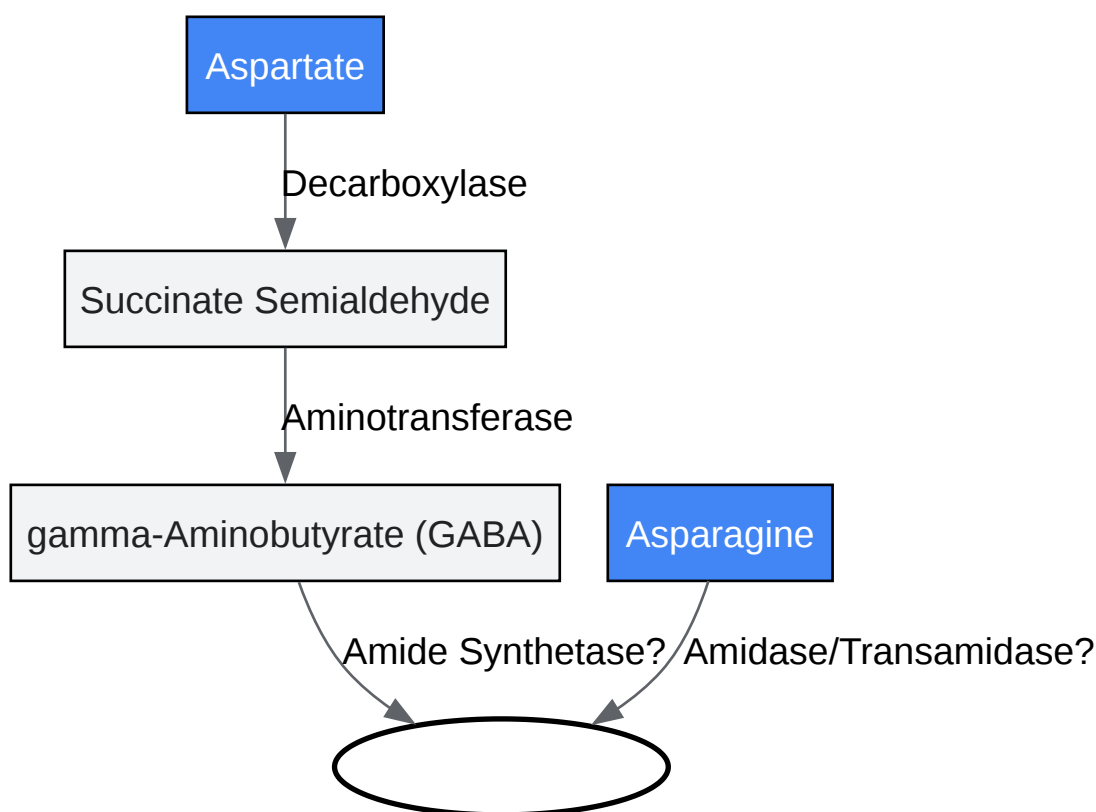 Aspartate
Decarboxylase
Succinate Semialdehyde
Aminotransferase
gamma-Aminobutyrate (GABA)
Asparagine
Amide Synthetase?
Amidase/Transamidase?